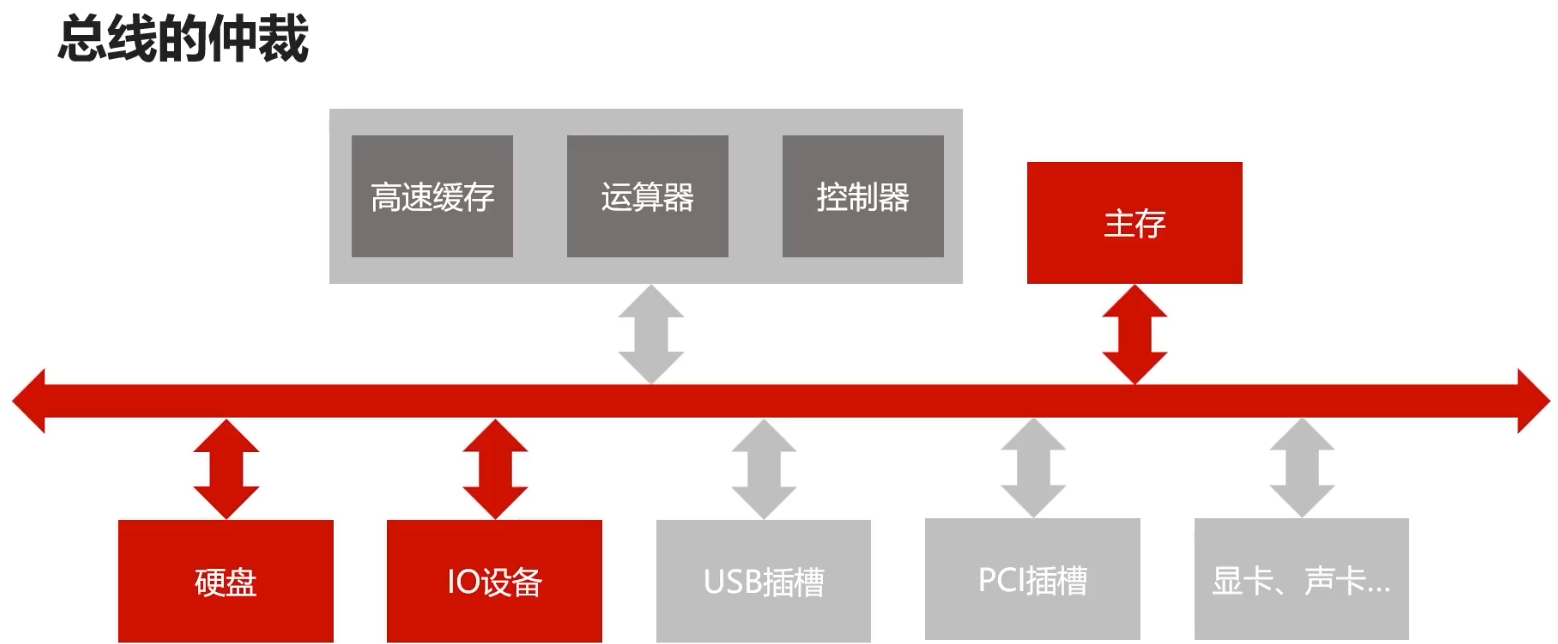 总线的仲裁
高速缓存
运算器
控制器
主存
硬盘
IO设备
USB插槽
PCI插槽
显卡、声卡...